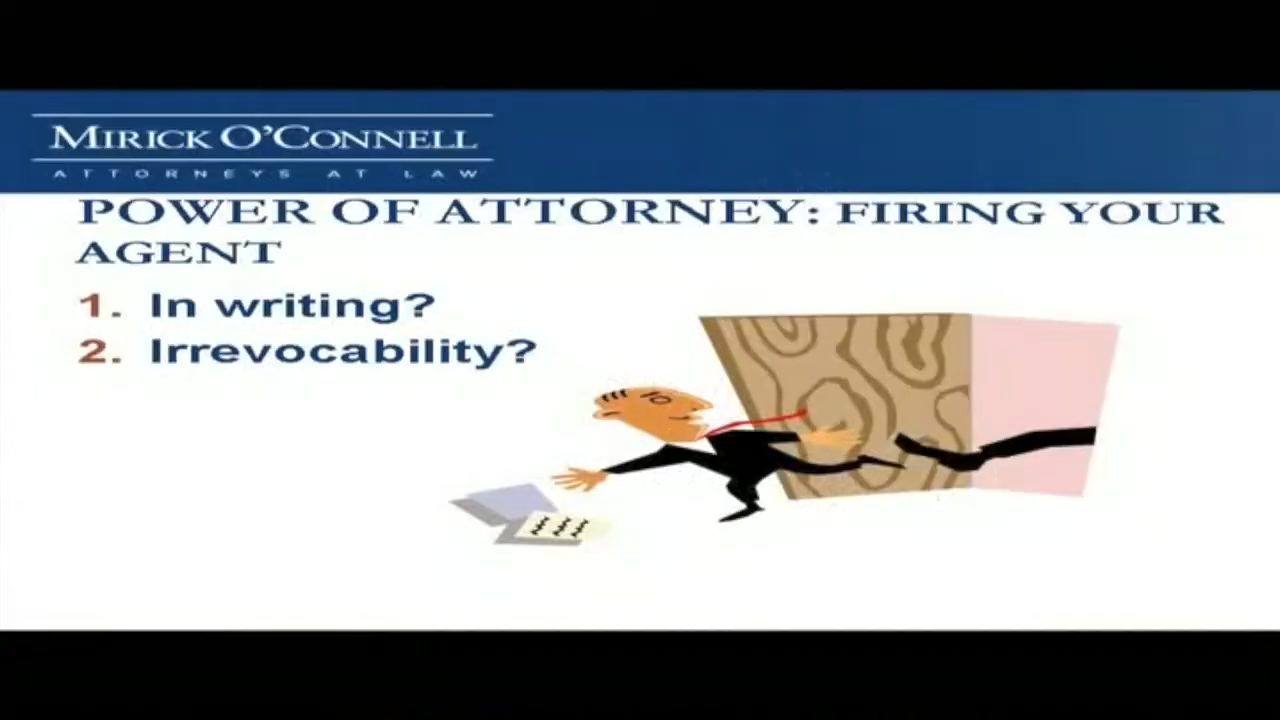 MIRICK O'CONNELL
ATTORNEYS AT LAW
POWER OF ATTORNEY: FIRING YOUR
AGENT
1. In writing?
2. Irrevocability?